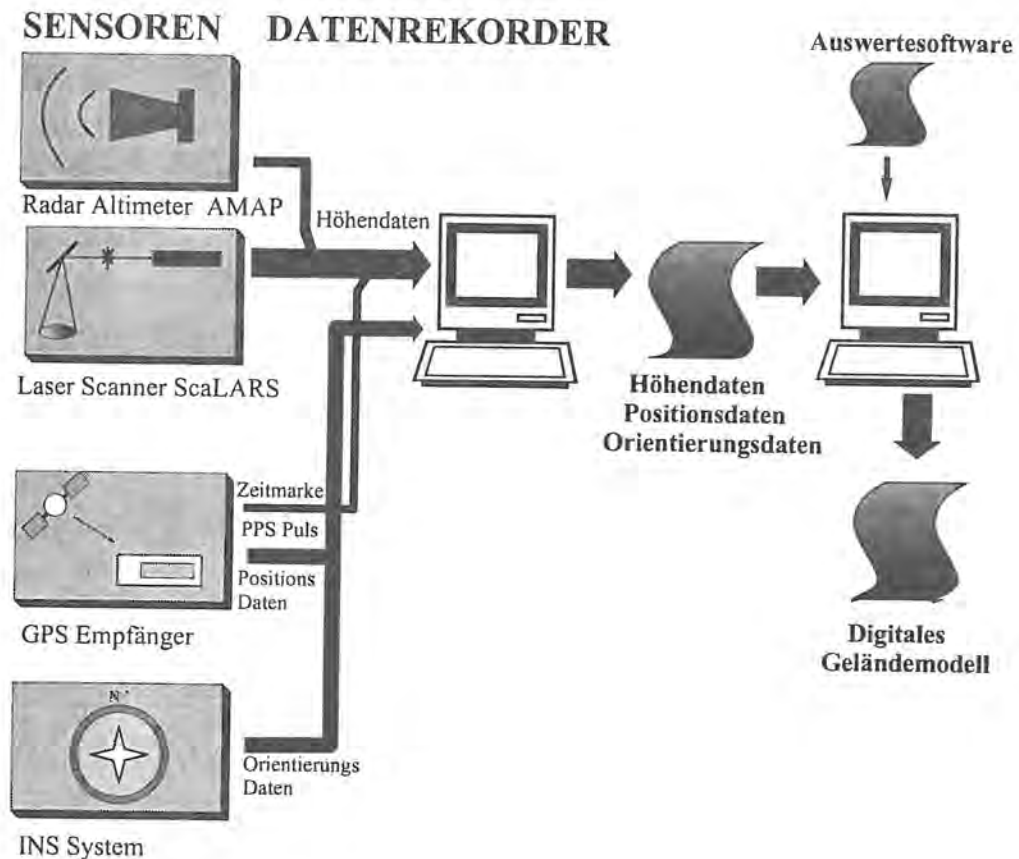 SENSOREN DATENREKORDER
Auswertesoftware
Radar Altimeter AMAP
Höhendaten
Laser Scanner ScaLARS
Höhendaten
Positionsdaten
Orientierungsdaten
Zeitmarke
PPS Puls
Positions
Daten
GPS Empfänger
Digitales
Geländemodell
N
Orientierungs
Daten
INS System